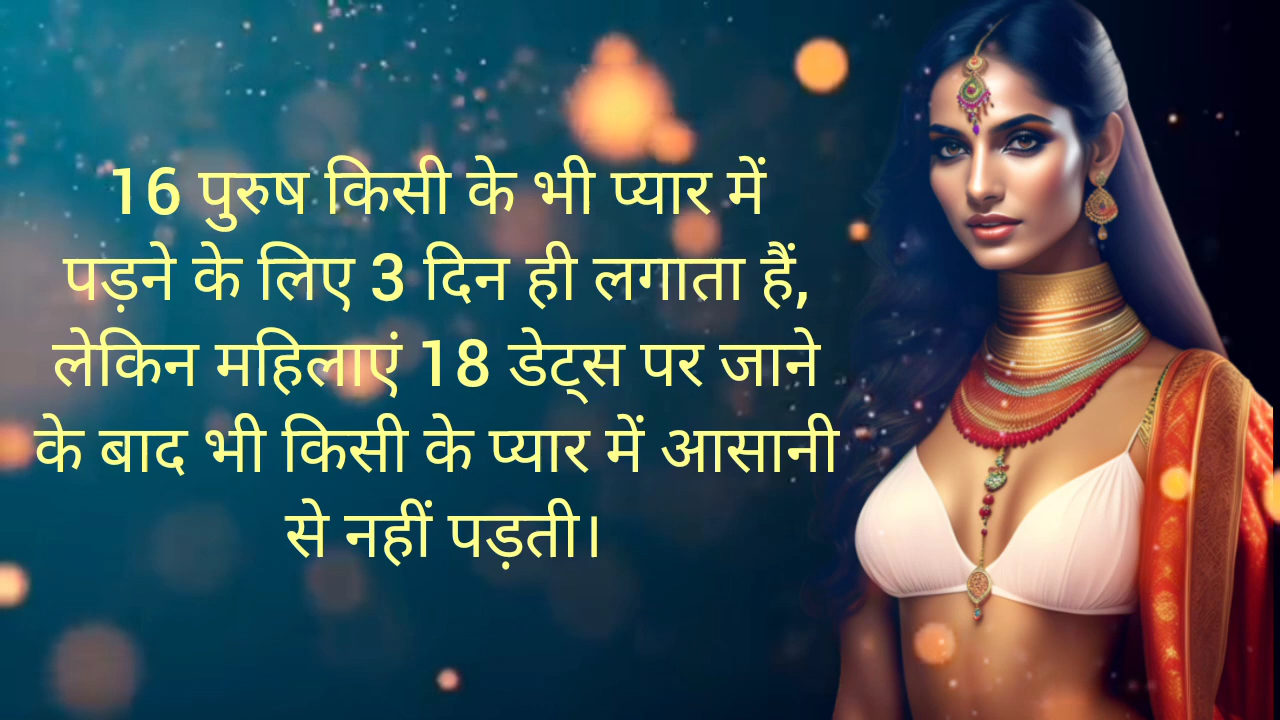 16 पुरुष किसी के भी प्यार में
पड़ने के लिए 3 दिन ही लगाता हैं,
लेकिन महिलाएं 18 डेट्स पर जाने
के बाद भी किसी के प्यार में आसानी
से नहीं पड़ती।